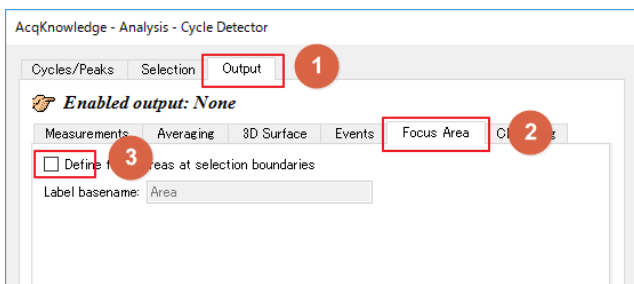 AcqKnowledge - Analysis - Cycle Detector
Cycles/Peaks Selection Output 1
Enabled output: None
Measurements Averaging 3D Surface Events Focus Area 2
3 Define areas at selection boundaries
Label basename: Area